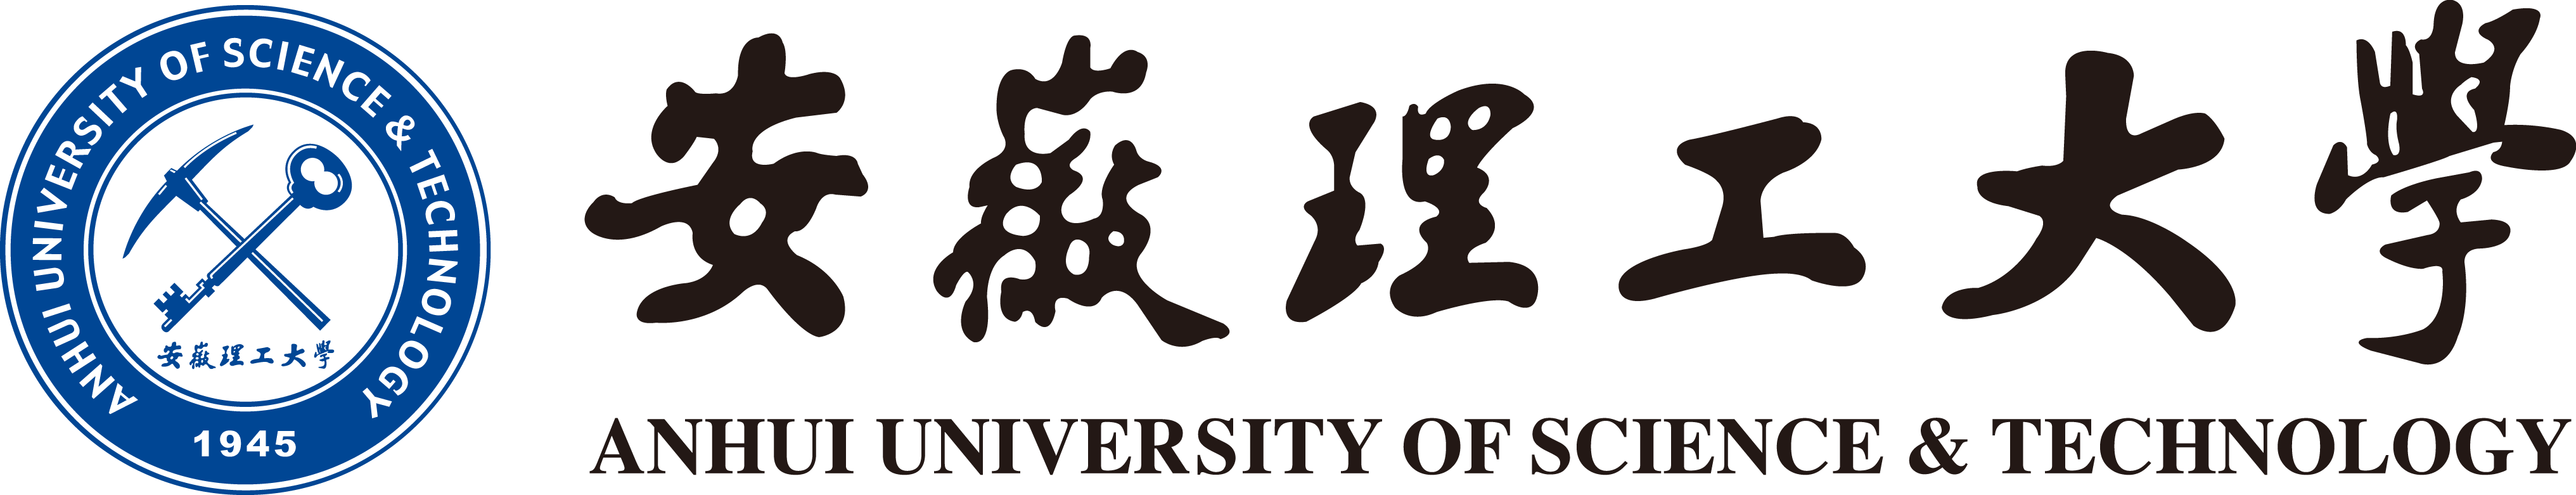 ANHUI UNIVERSITY OF SCIENCE & TECHNOLOGY
安徽理工大學
1945
安徽理工大學
ANHUI UNIVERSITY OF SCIENCE & TECHNOLOGY